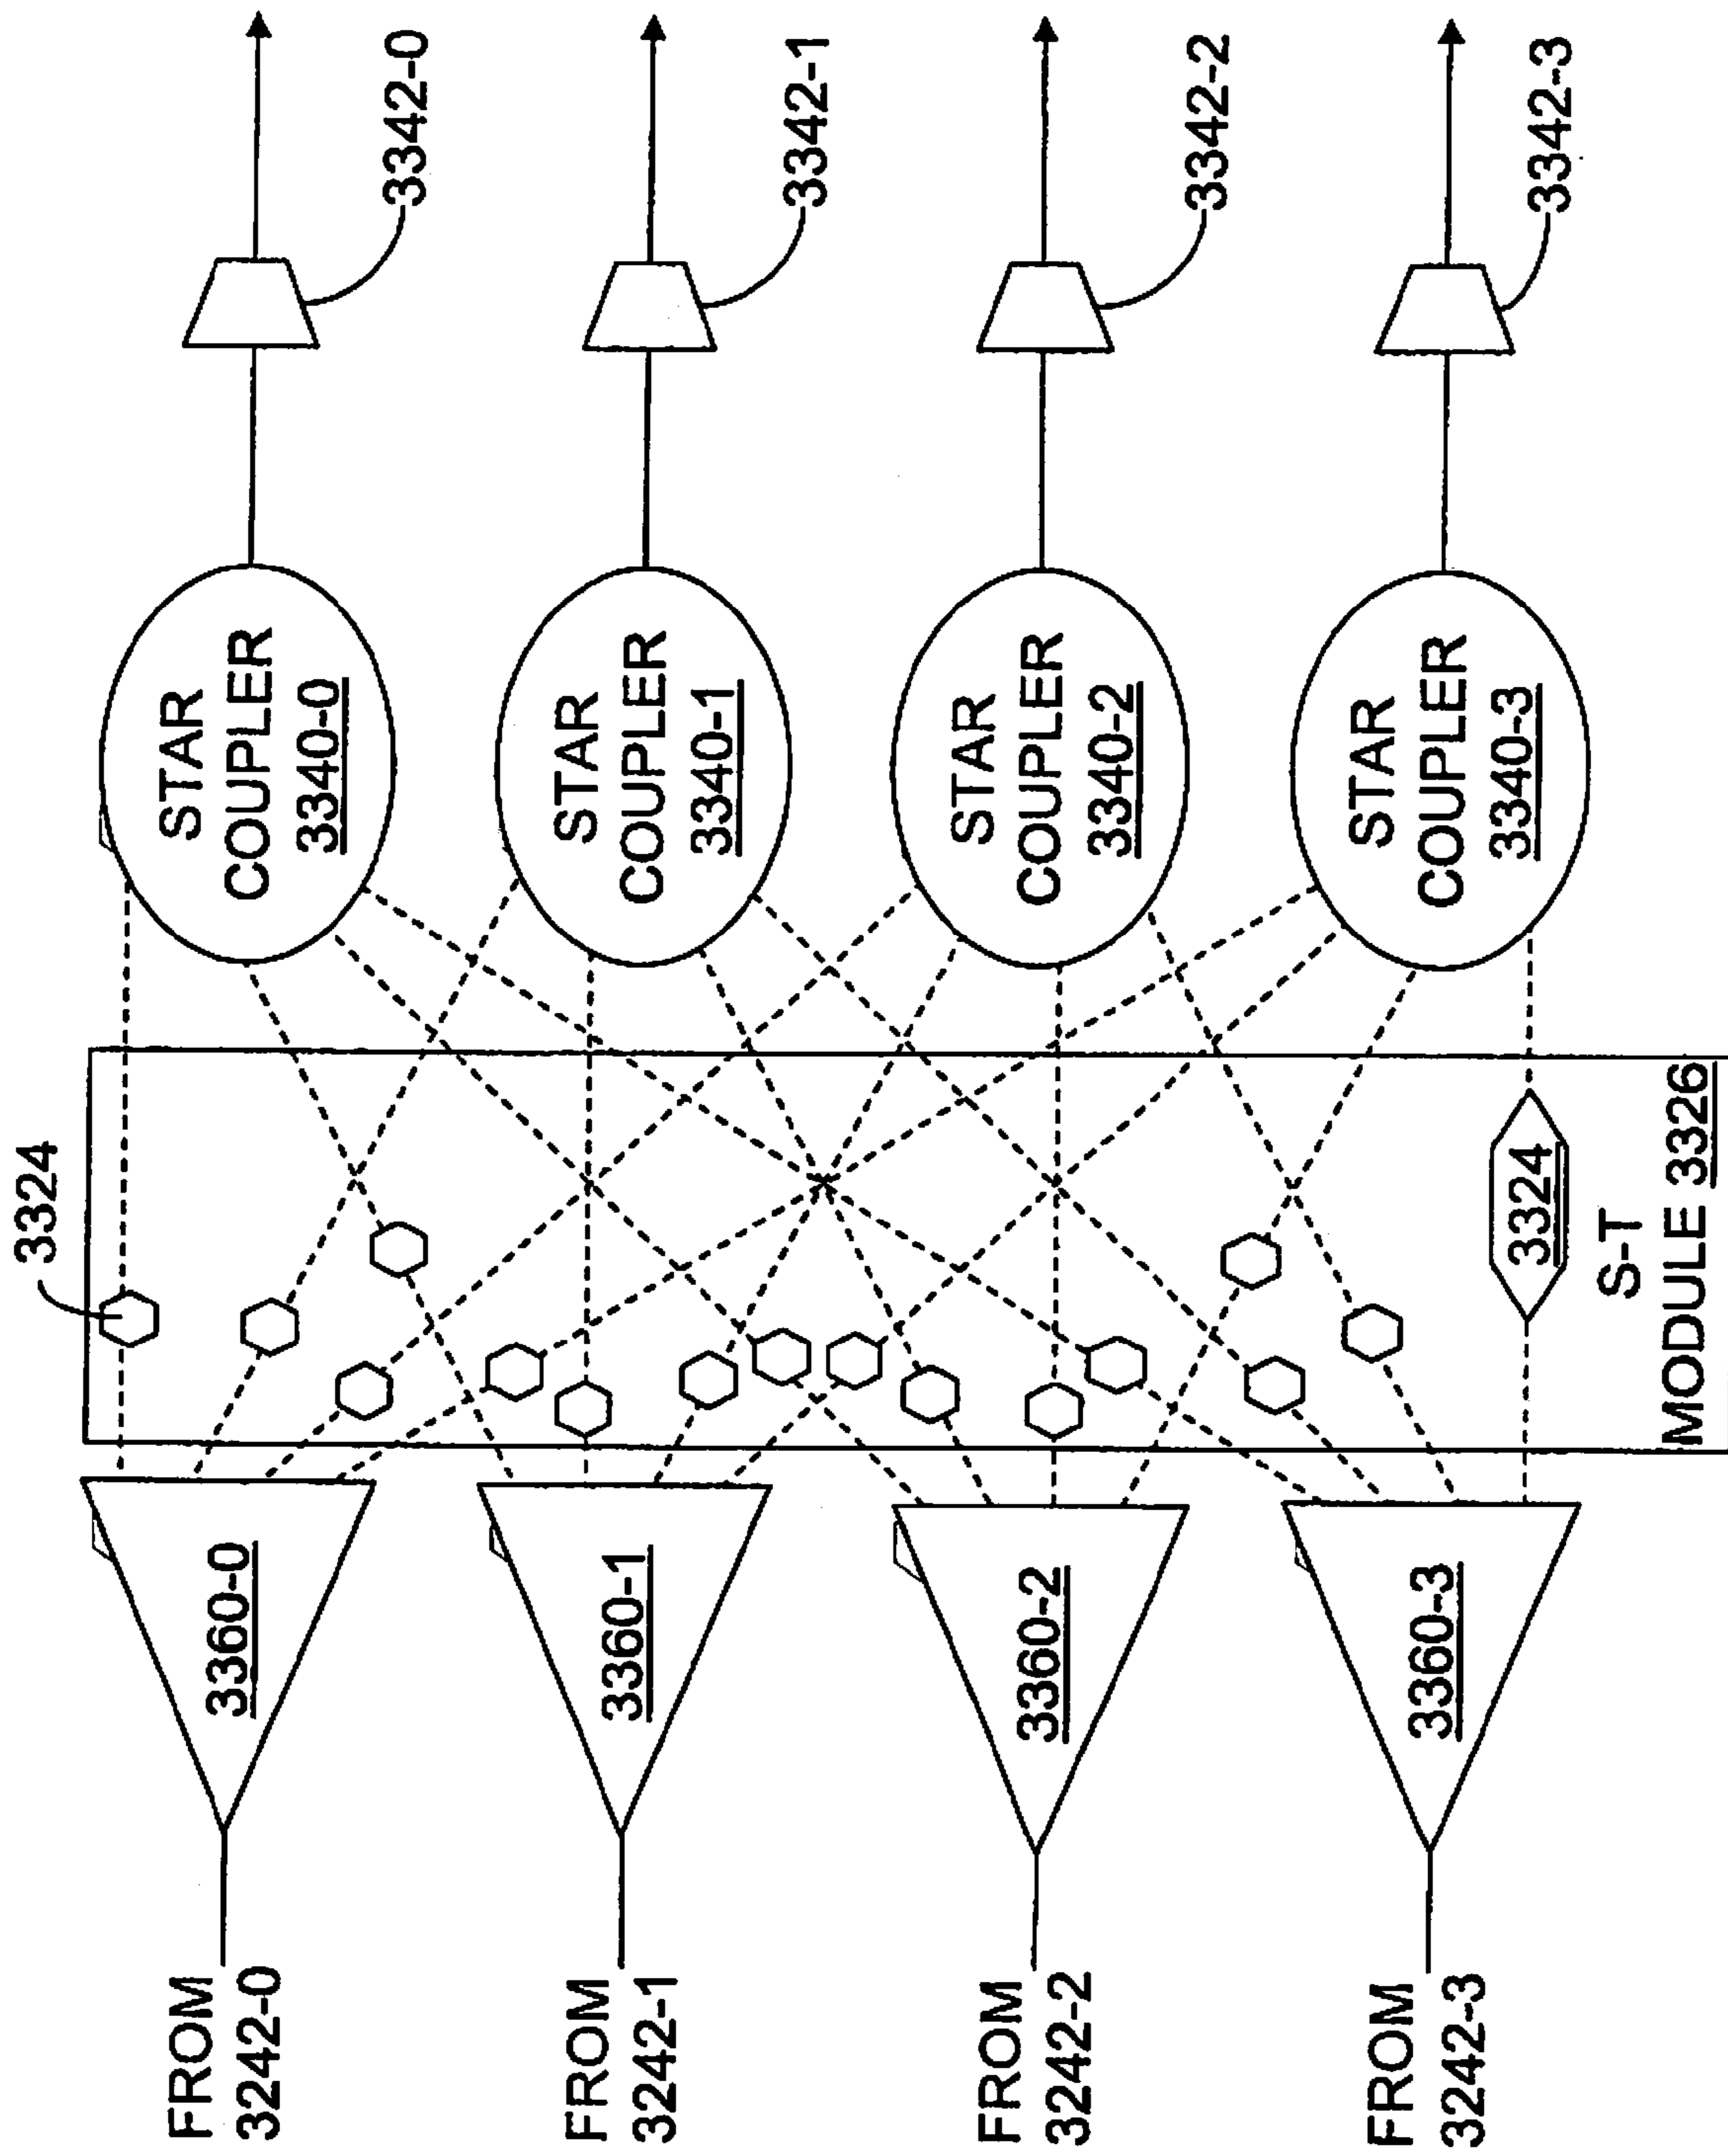 FROM
3242-0
FROM
3242-1
FROM
3242-2
FROM
3242-3
3360-0
3360-1
3360-2
3360-3
3324
3324
S-T
MODULE 3326
STAR
COUPLER
3340-0
STAR
COUPLER
3340-1
STAR
COUPLER
3340-2
STAR
COUPLER
3340-3
3342-0
3342-1
3342-2
3342-3